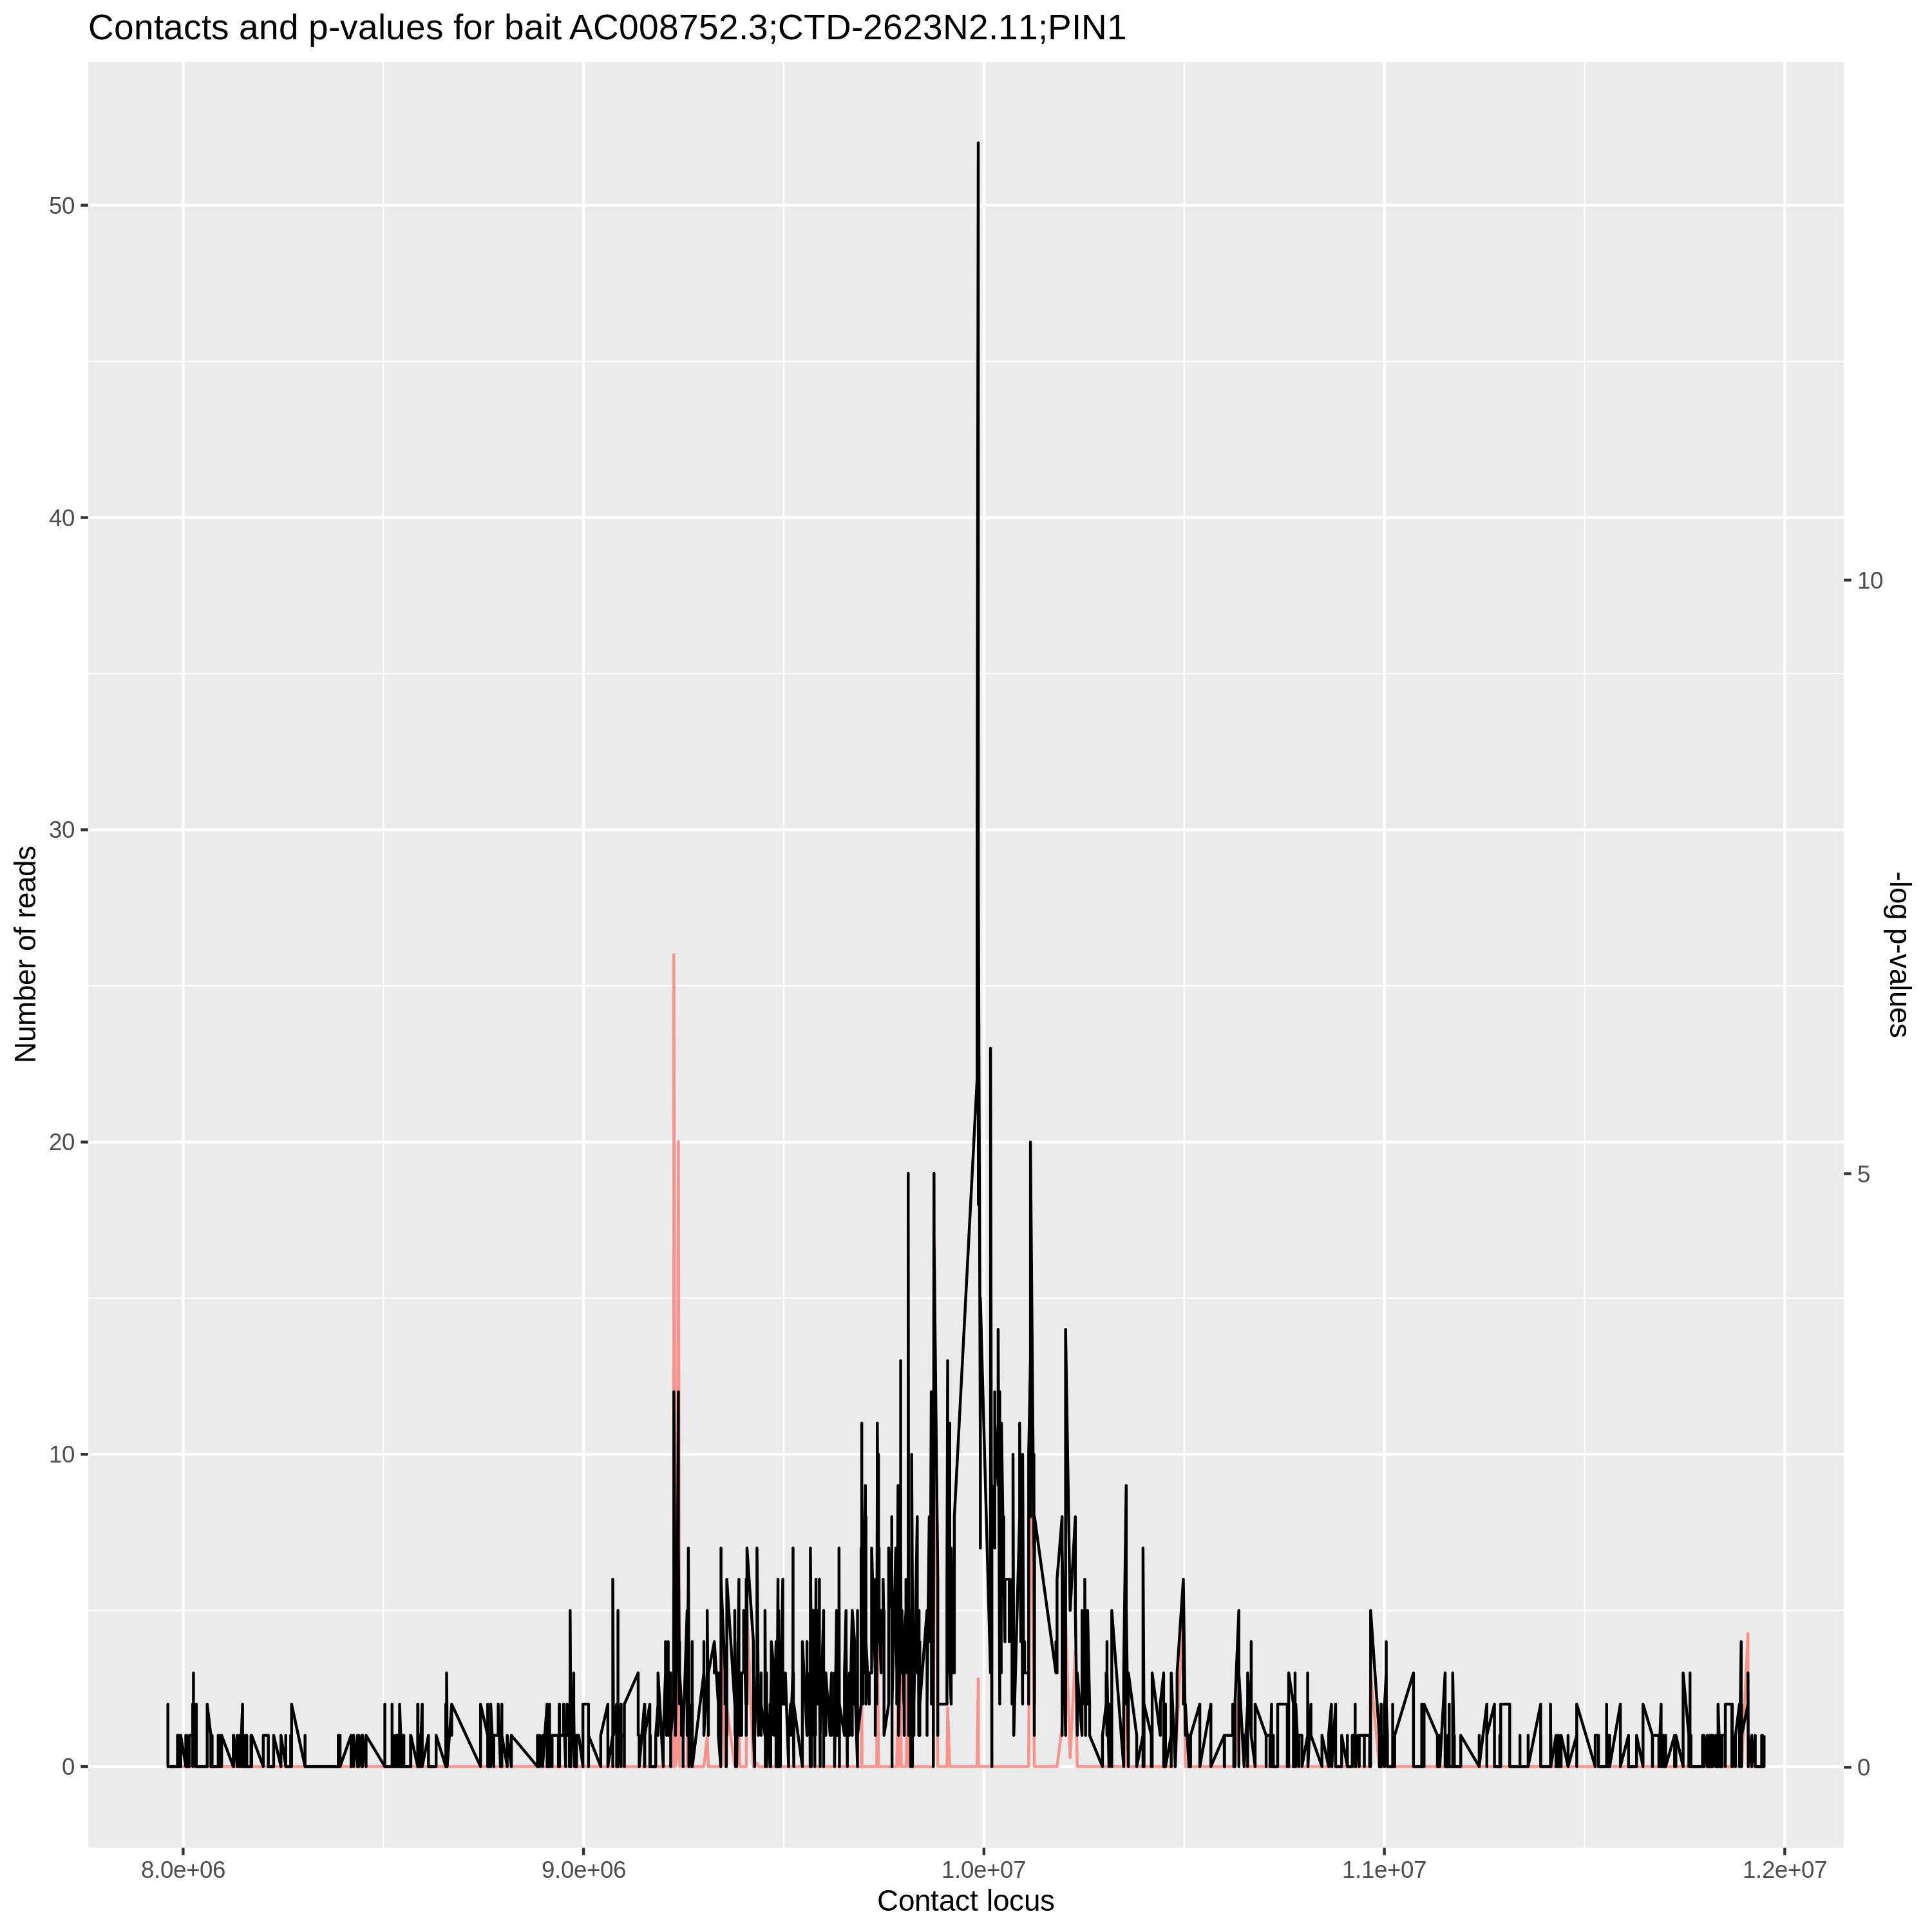 Contacts and p-values for bait AC008752.3;CTD-2623N2.11;PIN1
50
40
30
20
10
0
Number of reads
10
5
0
-log p-values
8.0e+06 9.0e+06 1.0e+07 1.1e+07 1.2e+07
Contact locus